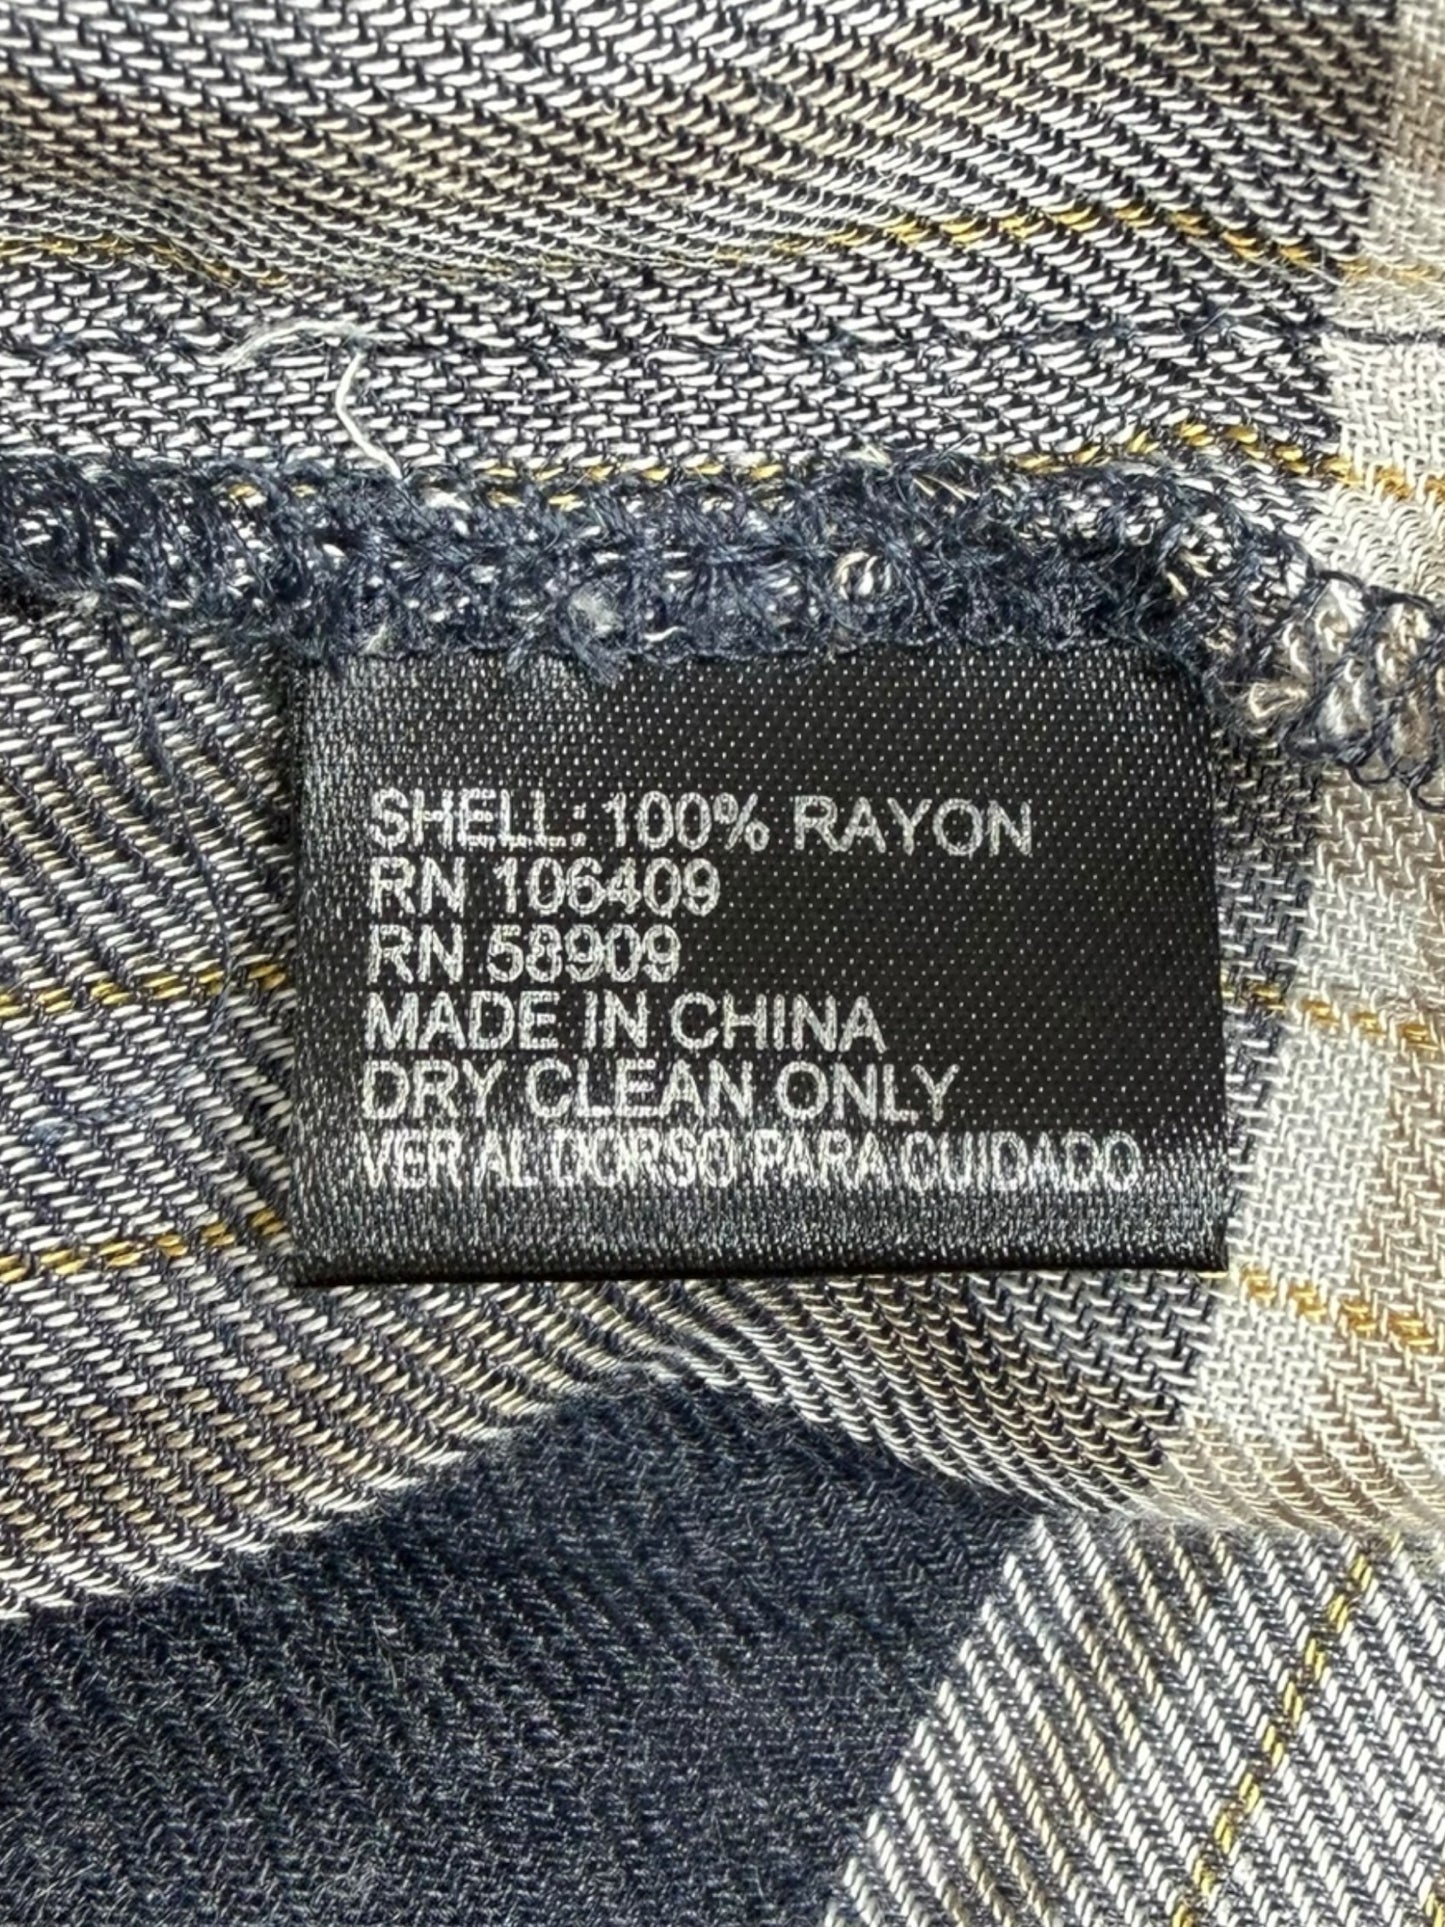 SHELL: 100% RAYON
RN 106409
RN 58909
MADE IN CHINA
DRY CLEAN ONLY
VER AL DORSO PARA CUIDADO